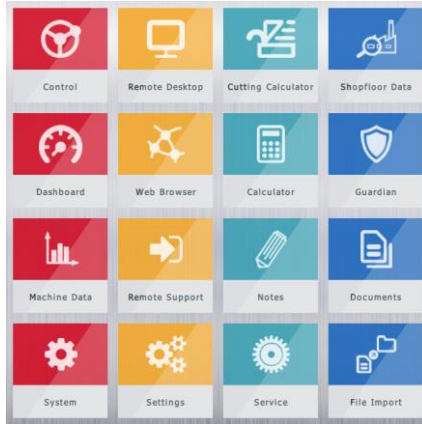 Control
Remote Desktop
Cutting Calculator
Shopfloor Data
Dashboard
Web Browser
Calculator
Guardian
Machine Data
Remote Support
Notes
Documents
System
Settings
Service
File Import